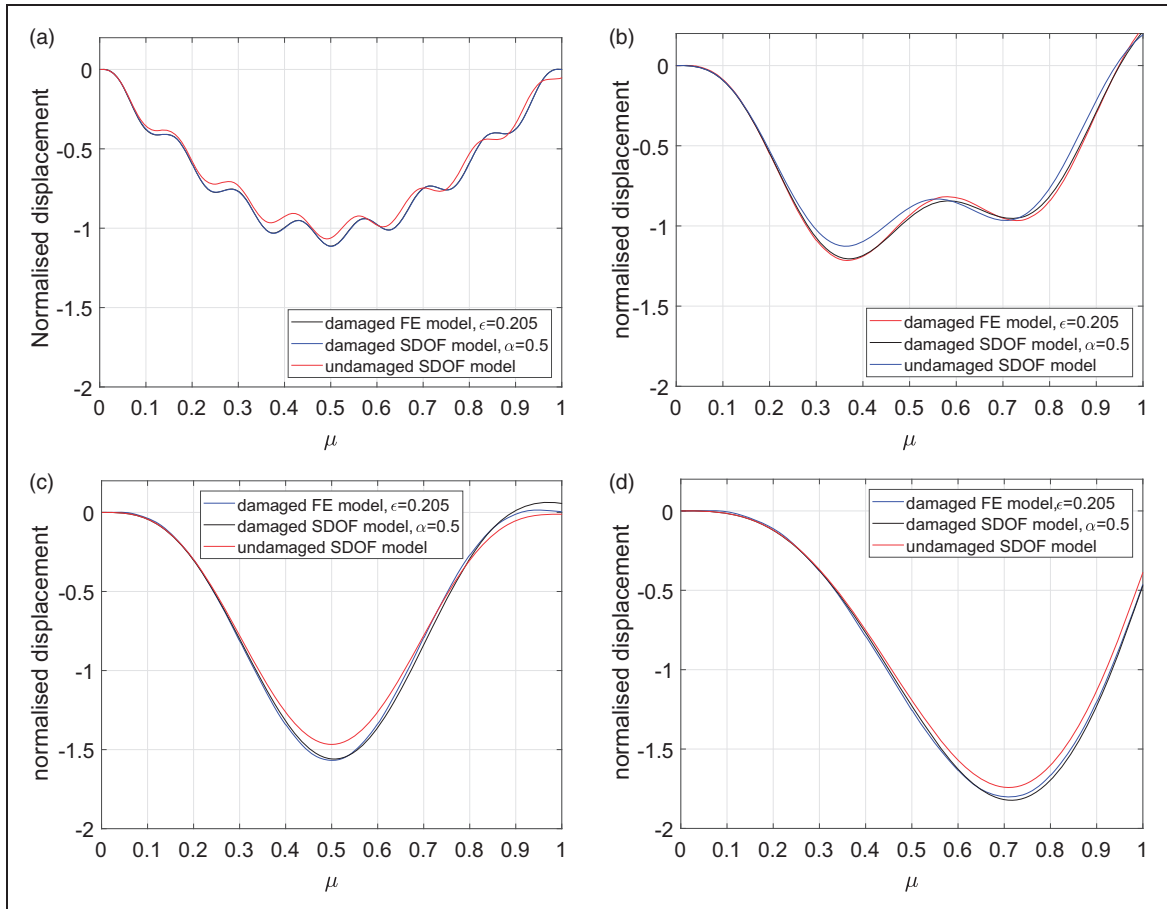 (a)
Normalised displacement
0
-0.5
-1
-1.5
-2
damaged FE model, ϵ=0.205
damaged SDOF model, α=0.5
undamaged SDOF model
0 0.1 0.2 0.3 0.4 0.5 0.6 0.7 0.8 0.9 1
μ
(b)
normalised displacement
0
-0.5
-1
-1.5
-2
damaged FE model, ϵ=0.205
damaged SDOF model, α=0.5
undamaged SDOF model
0 0.1 0.2 0.3 0.4 0.5 0.6 0.7 0.8 0.9 1
μ
(c)
normalised displacement
0
-0.5
-1
-1.5
-2
damaged FE model, ϵ=0.205
damaged SDOF model, α=0.5
undamaged SDOF model
0 0.1 0.2 0.3 0.4 0.5 0.6 0.7 0.8 0.9 1
μ
(d)
normalised displacement
0
-0.5
-1
-1.5
-2
damaged FE model,ϵ=0.205
damaged SDOF model, α=0.5
undamaged SDOF model
0 0.1 0.2 0.3 0.4 0.5 0.6 0.7 0.8 0.9 1
μ